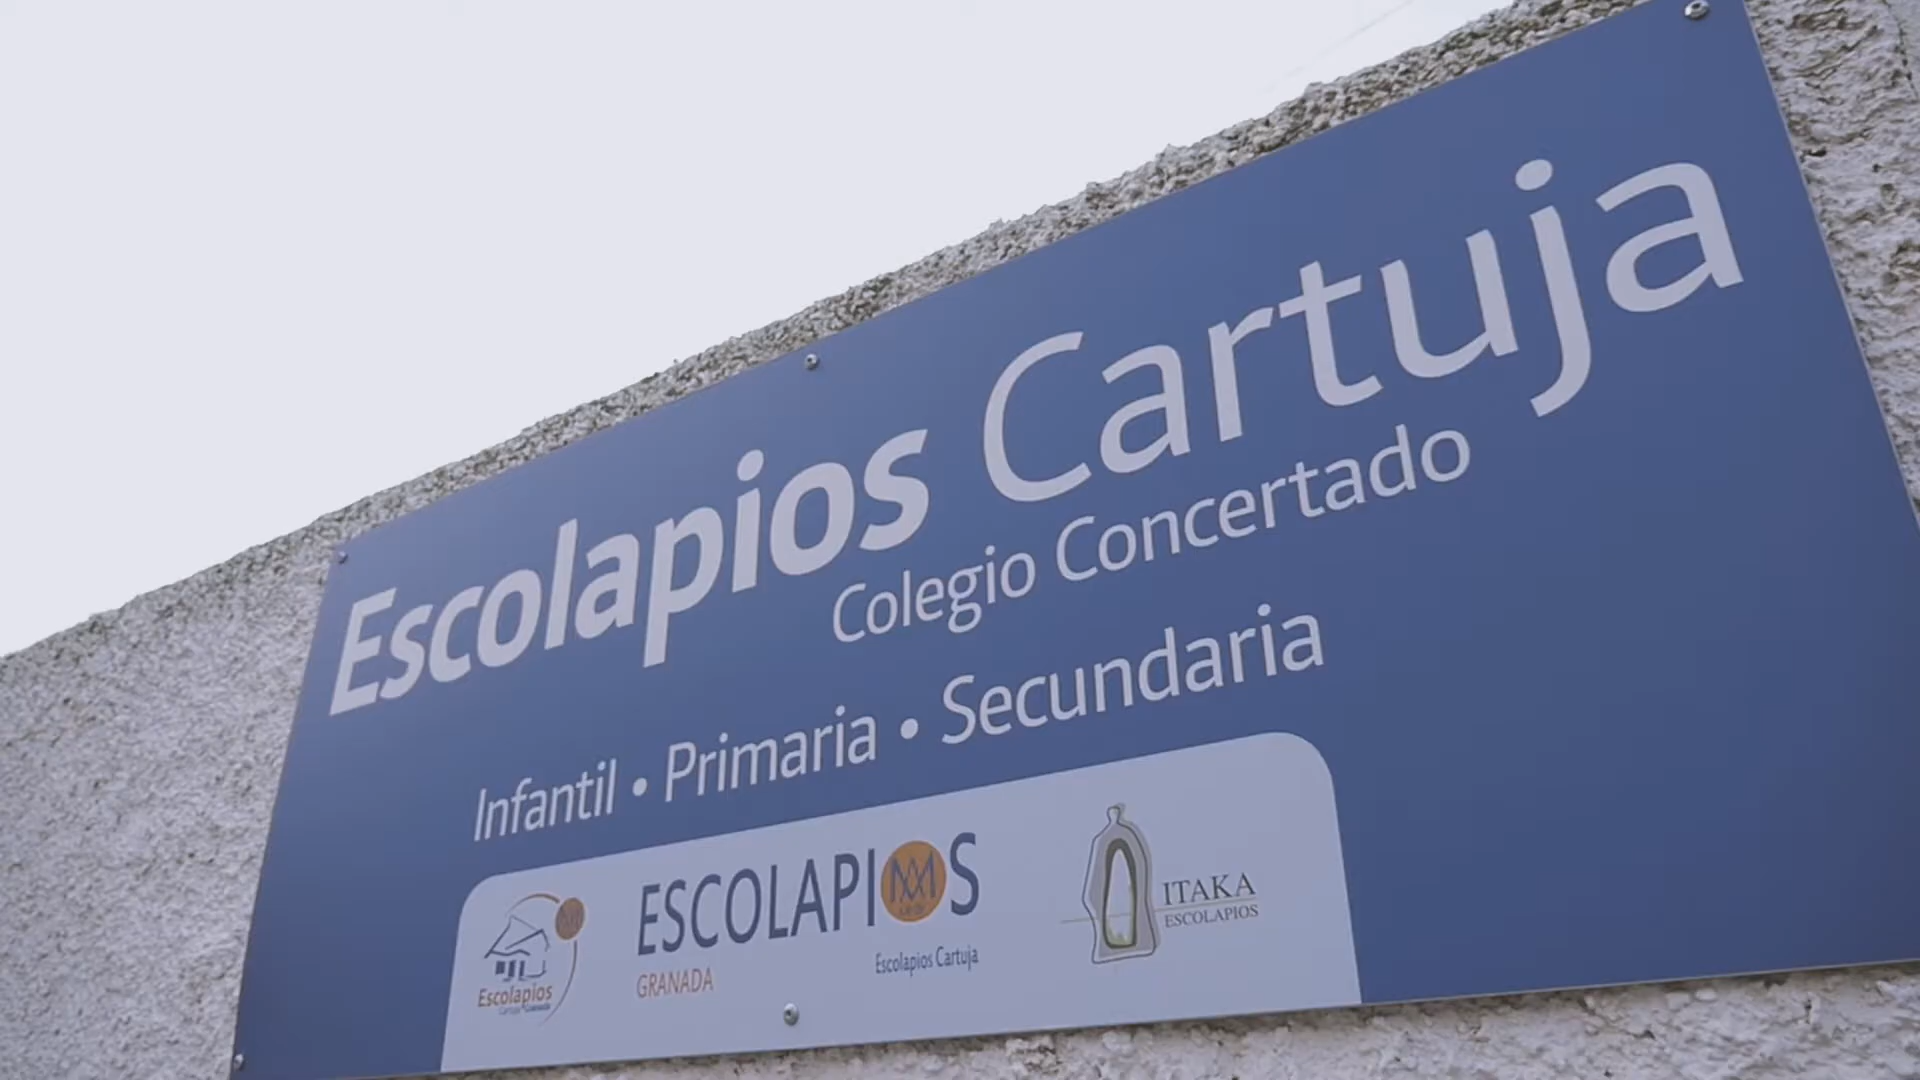 Escolapios Cartuja
Colegio Concertado
Infantil • Primaria • Secundaria
Escolapios
Cartuja Granada
ESCOLAPIOS
GRANADA
Escolapios Cartuja
ITAKA
ESCOLAPIOS